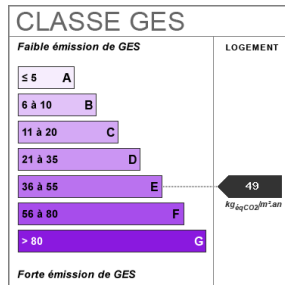 CLASSE GES
Faible émission de GES
LOGEMENT
≤ 5 A
6 à 10 B
11 à 20 C
21 à 35 D
36 à 55 E
49
kgéqCO2/m².an
56 à 80 F
> 80 G
Forte émission de GES